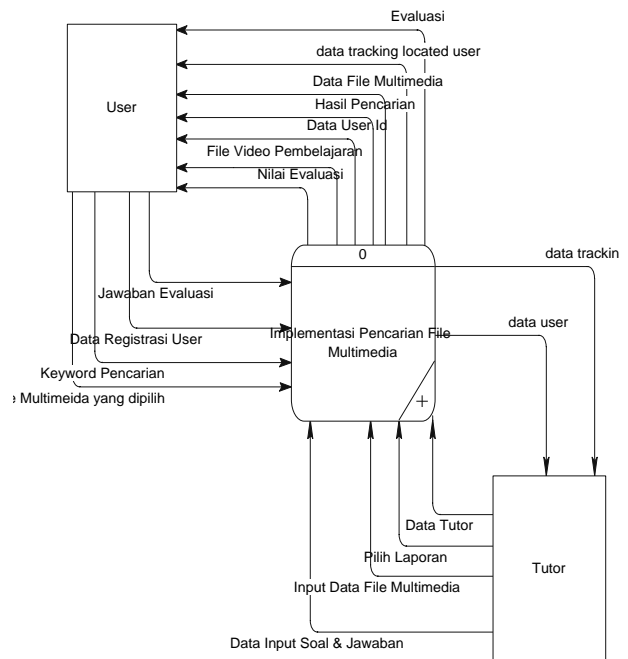 Evaluasi
data tracking located user
Data File Multimedia
Hasil Pencarian
User
Data User Id
File Video Pembelajaran
Nilai Evaluasi
0
data trackin
Jawaban Evaluasi
data user
Data Registrasi User
Implementasi Pencarian File
Multimedia
Keyword Pencarian
e Multimeida yang dipilih
+
Data Tutor
Pilih Laporan
Tutor
Input Data File Multimedia
Data Input Soal & Jawaban